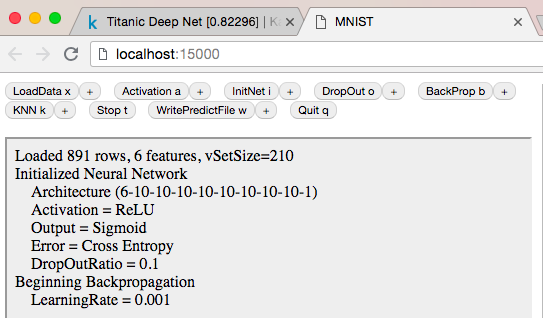 Titanic Deep Net [0.82296] | Ka
MNIST
localhost:15000
LoadData x + Activation a + InitNet i + DropOut o + BackProp b +
KNN k + Stop t WritePredictFile w + Quit q
Loaded 891 rows, 6 features, vSetSize=210
Initialized Neural Network
Architecture (6-10-10-10-10-10-10-10-10-1)
Activation = ReLU
Output = Sigmoid
Error = Cross Entropy
DropOutRatio = 0.1
Beginning Backpropagation
LearningRate = 0.001